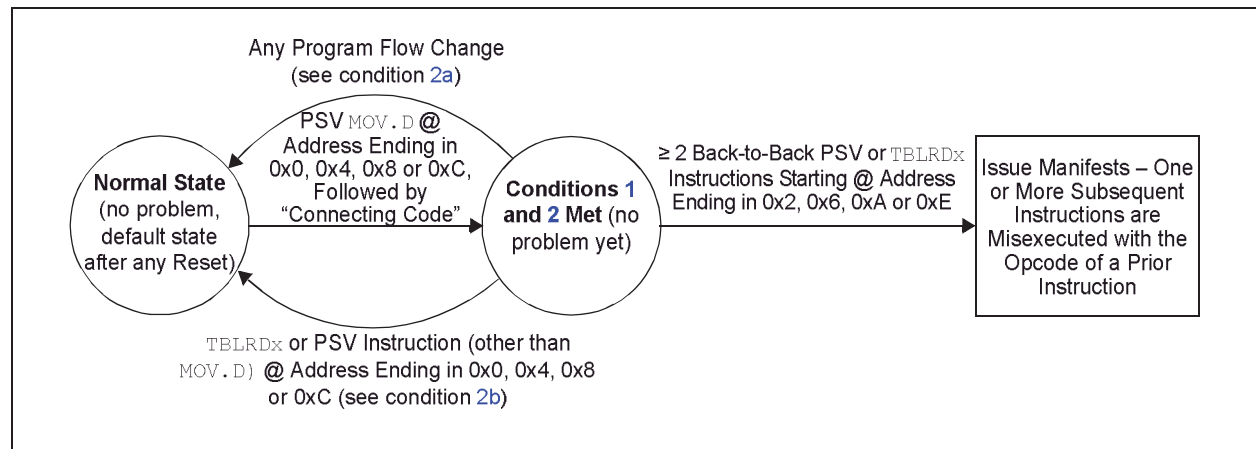 Any Program Flow Change
(see condition 2a)
PSV MOV.D @
Address Ending in
0x0, 0x4, 0x8 or 0xC,
Followed by
“Connecting Code”
Normal State
(no problem,
default state
after any Reset)
Conditions 1
and 2 Met (no
problem yet)
≥ 2 Back-to-Back PSV or TBLRDx
Instructions Starting @ Address
Ending in 0x2, 0x6, 0xA or 0xE
Issue Manifests – One
or More Subsequent
Instructions are
Misexecuted with the
Opcode of a Prior
Instruction
TBLRDx or PSV Instruction (other than
MOV.D) @ Address Ending in 0x0, 0x4, 0x8
or 0xC (see condition 2b)